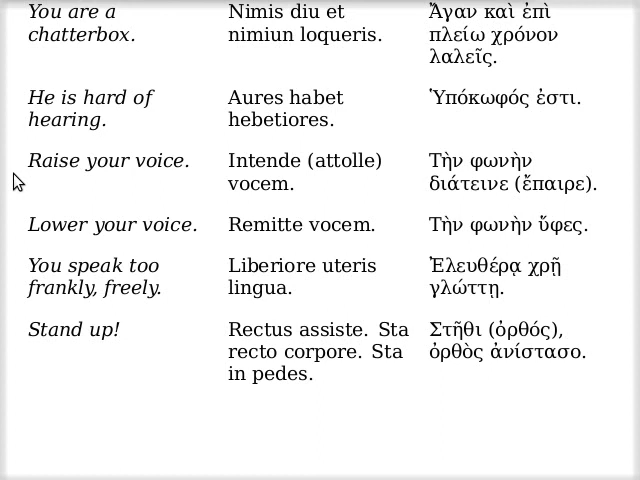 You are a
chatterbox.
Nimis diu et
nimiun loqueris.
Ἄγαν καὶ ἐπὶ
πλείω χρόνον
λαλεῖς.
He is hard of
hearing.
Aures habet
hebetiores.
Ὑπόκωφός ἐστι.
Raise your voice.
Intende (attolle)
vocem.
Τὴν φωνὴν
διάτεινε (ἔπαιρε).
Lower your voice.
Remitte vocem.
Τὴν φωνὴν ὕφες.
You speak too
frankly, freely.
Liberiore uteris
lingua.
Ἐλευθέρᾳ χρῇ
γλώττῃ.
Stand up!
Rectus assiste. Sta
recto corpore. Sta
in pedes.
Στῆθι (ὀρθός),
ὀρθὸς ἀνίστασο.